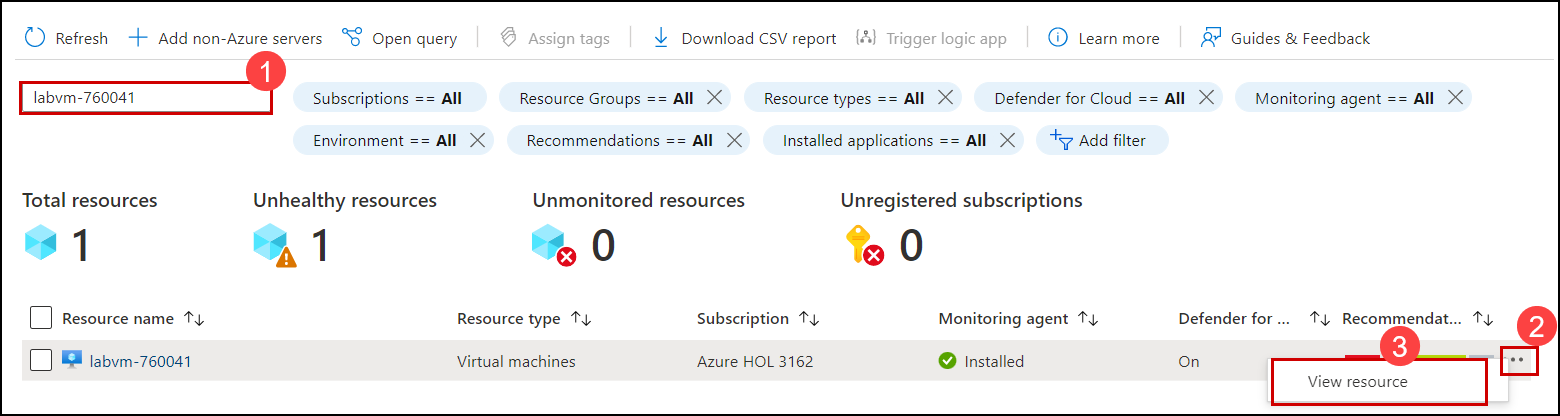 Refresh Add non-Azure servers Open query Assign tags Download CSV report Trigger logic app Learn more Guides & Feedback
1
labvm-760041 Subscriptions == All Resource Groups == All Resource types == All Defender for Cloud == All Monitoring agent == All
Environment == All Recommendations == All Installed applications == All Add filter
Total resources Unhealthy resources Unmonitored resources Unregistered subscriptions
1 1 0 0
Resource name Resource type Subscription Monitoring agent Defender for ... Recommendat...
2
labvm-760041 Virtual machines Azure HOL 3162 Installed On
3
View resource